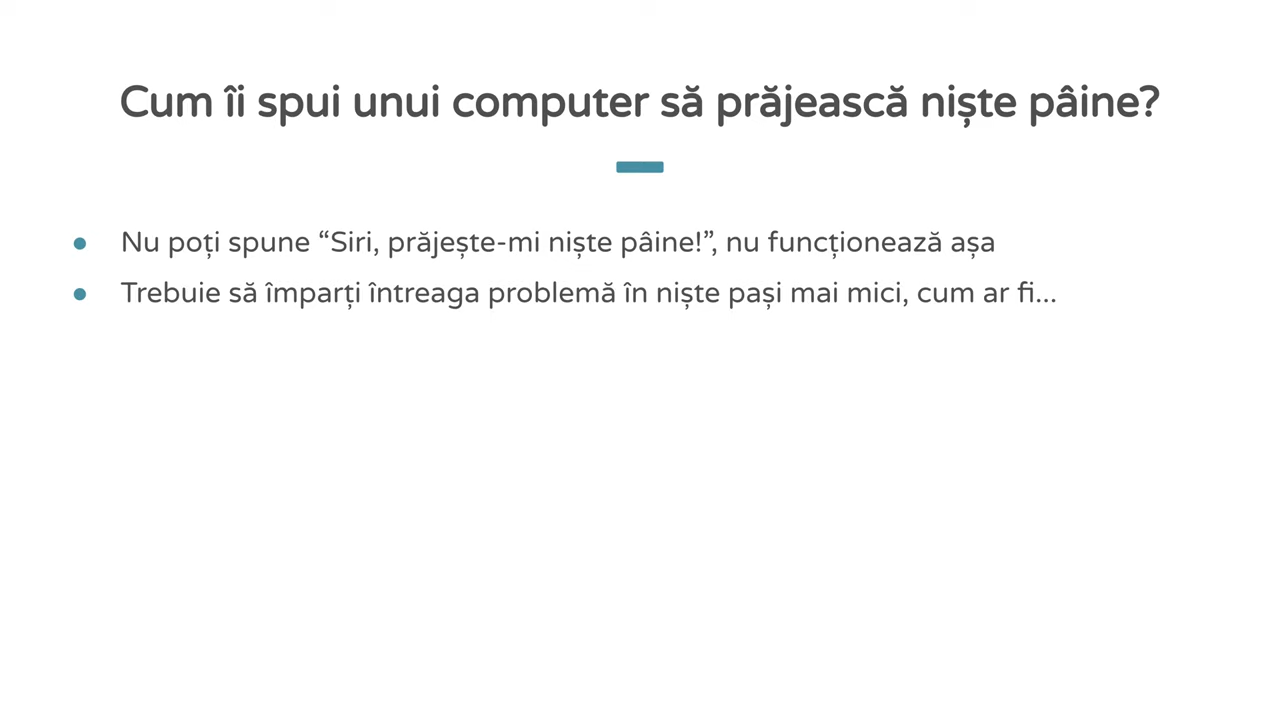 Cum îi spui unui computer să prăjească niște pâine?
● Nu poți spune “Siri, prăjește-mi niște pâine!”, nu funcționează așa
● Trebuie să împarți întreaga problemă în niște pași mai mici, cum ar fi...